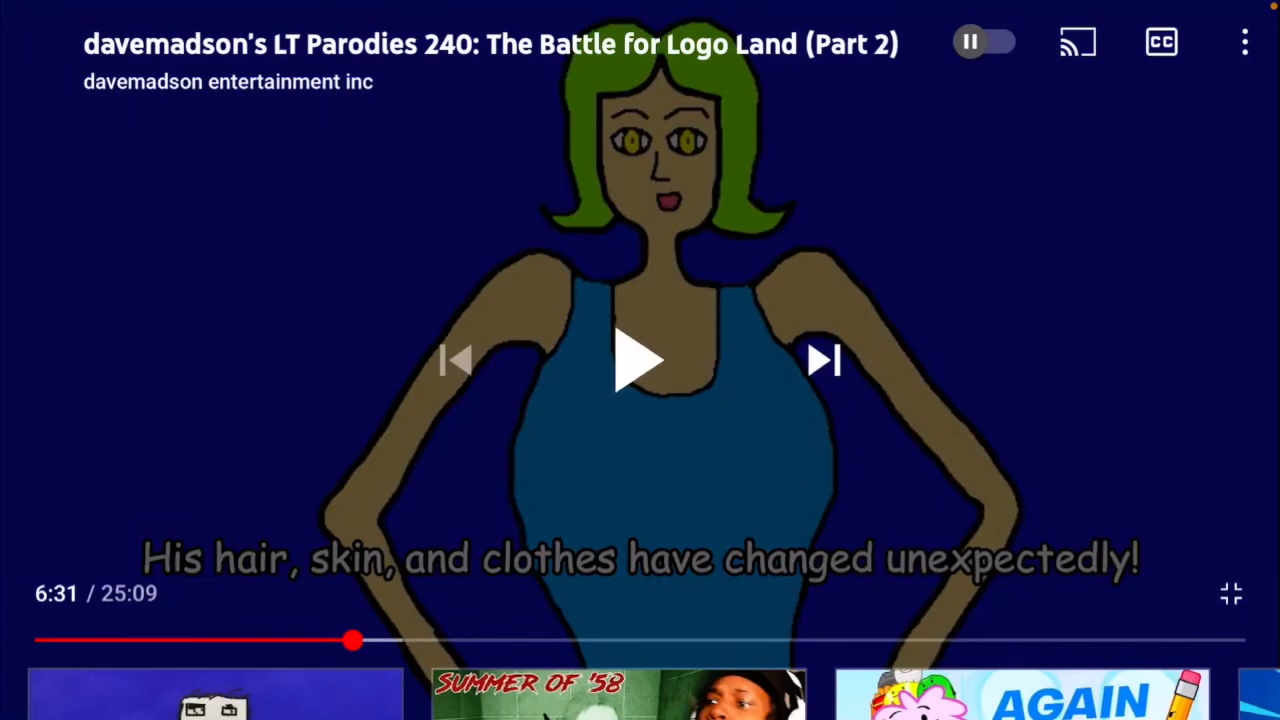 davemadson's LT Parodies 240: The Battle for Logo Land (Part 2)
davemadson entertainment inc
CC
His hair, skin, and clothes have changed unexpectedly!
6:31 / 25:09
SUMMER OF '58
AGAIN